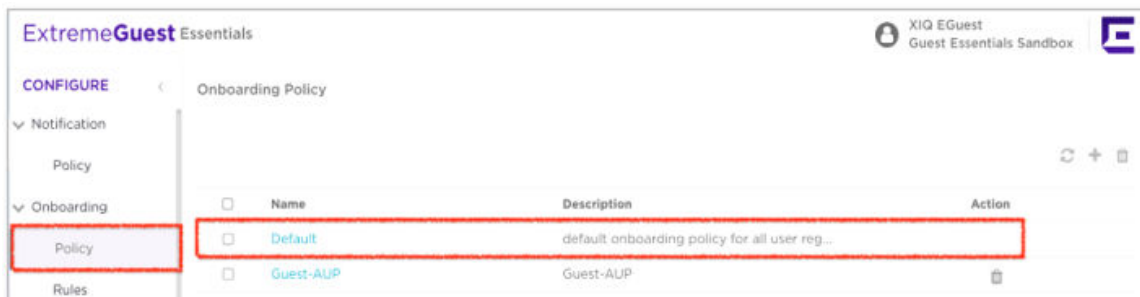 ExtremeGuest Essentials
XIQ EGuest
Guest Essentials Sandbox
CONFIGURE
Onboarding Policy
Notification
Policy
Onboarding
Name Description Action
Policy
Default default onboarding policy for all user reg...
Guest-AUP Guest-AUP
Rules